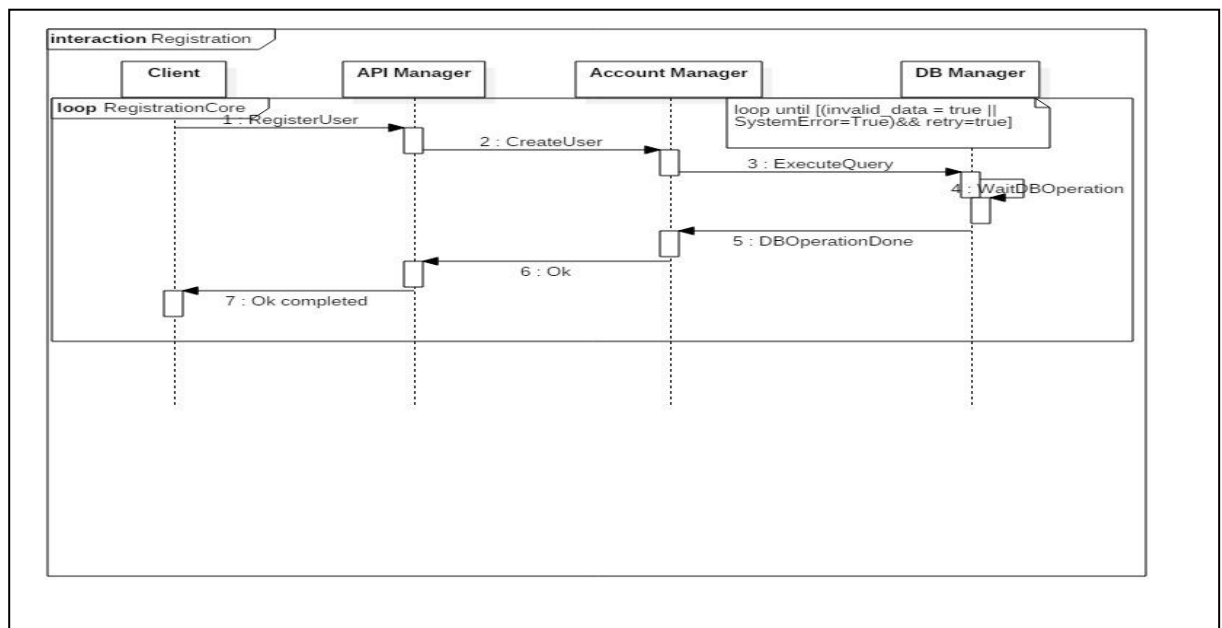 interaction Registration
Client
API Manager
Account Manager
DB Manager
loop RegistrationCore
loop until [(invalid_data = true ||
SystemError=True)&& retry=true]
1 : RegisterUser
2 : CreateUser
3 : ExecuteQuery
4 : WaitDBOperation
5 : DBOperationDone
6 : Ok
7 : Ok completed